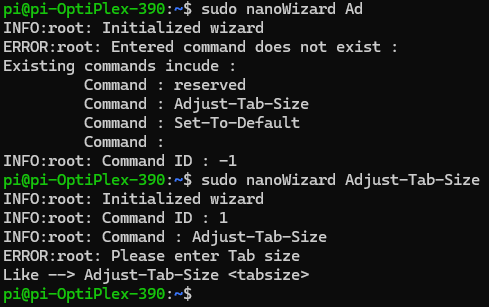 pi@pi-OptiPlex-390:~$ sudo nanoWizard Ad
INFO:root: Initialized wizard
ERROR:root: Entered command does not exist :
Existing commands incude :
          Command : reserved
          Command : Adjust-Tab-Size
          Command : Set-To-Default
          Command :
INFO:root: Command ID : -1
pi@pi-OptiPlex-390:~$ sudo nanoWizard Adjust-Tab-Size
INFO:root: Initialized wizard
INFO:root: Command ID : 1
INFO:root: Command : Adjust-Tab-Size
ERROR:root: Please enter Tab size
Like --> Adjust-Tab-Size <tabsize>
pi@pi-OptiPlex-390:~$